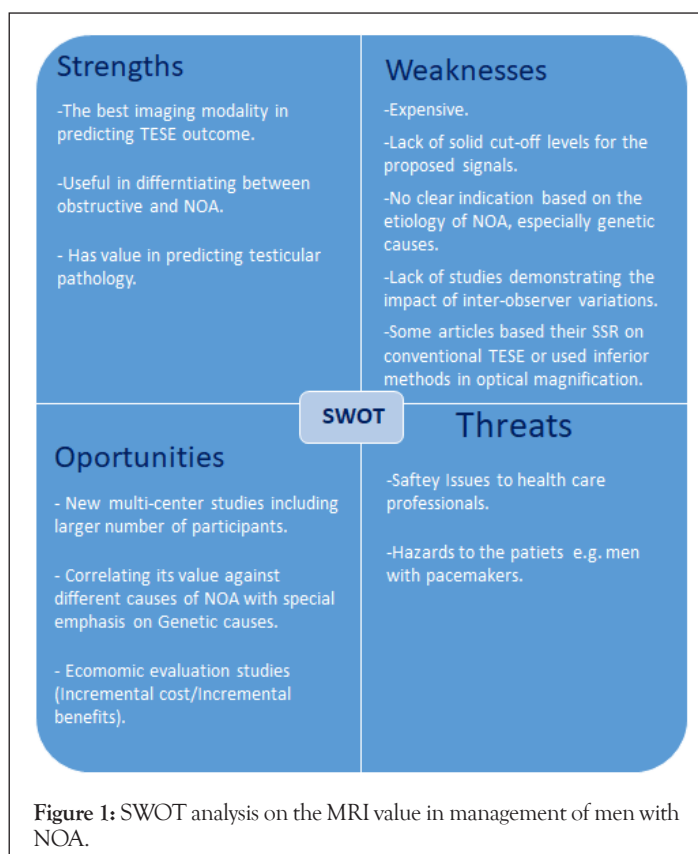 Strengths
-The best imaging modality in
predicting TESE outcome.
-Useful in differntiating between
obstructive and NOA.
- Has value in predicting testicular
pathology.
Weaknesses
-Expensive.
-Lack of solid cut-off levels for the
proposed signals.
-No clear indication based on the
etiology of NOA, especially genetic
causes.
-Lack of studies demonstrating the
impact of inter-observer variations.
-Some articles based their SSR on
conventional TESE or used inferior
methods in optical magnification.
SWOT
Oportunities
- New multi-center studies including
larger number of participants.
- Correlating its value against
different causes of NOA with special
emphasis on Genetic causes.
- Ecomomic evaluation studies
(Incremental cost/Incremental
benefits).
Threats
-Saftey Issues to health care
professionals.
-Hazards to the patiets e.g. men
with pacemakers.
Figure 1: SWOT analysis on the MRI value in management of men with
NOA.